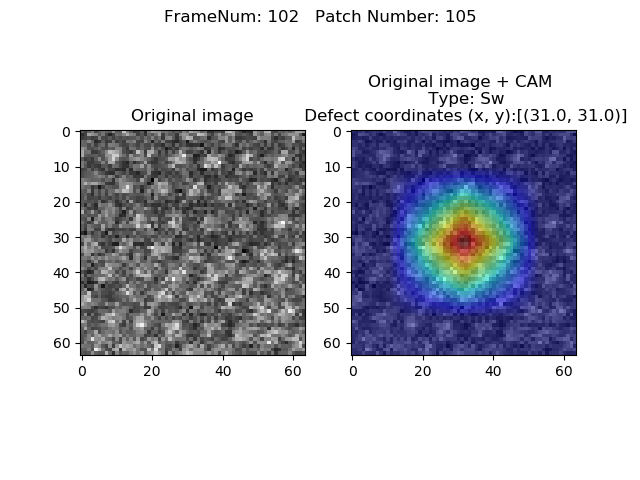 FrameNum: 102   Patch Number: 105
Original image
Original image + CAM
Type: Sw
Defect coordinates (x, y):[(31.0, 31.0)]
0
10
20
30
40
50
60
0 20 40 60
0
10
20
30
40
50
60
0 20 40 60